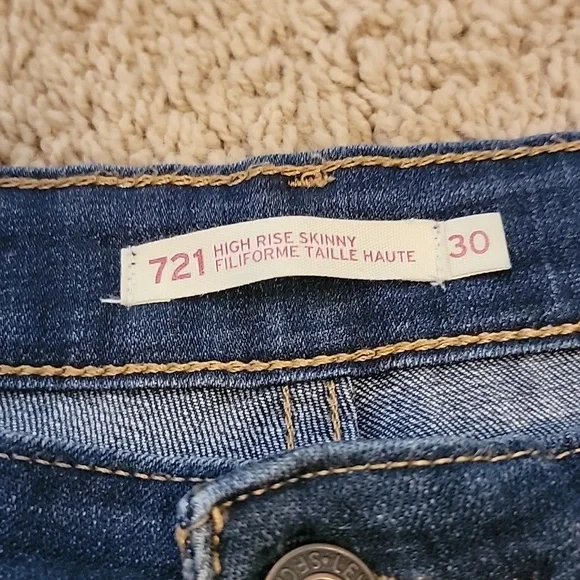 721 HIGH RISE SKINNY
FILIFORME TAILLE HAUTE
30